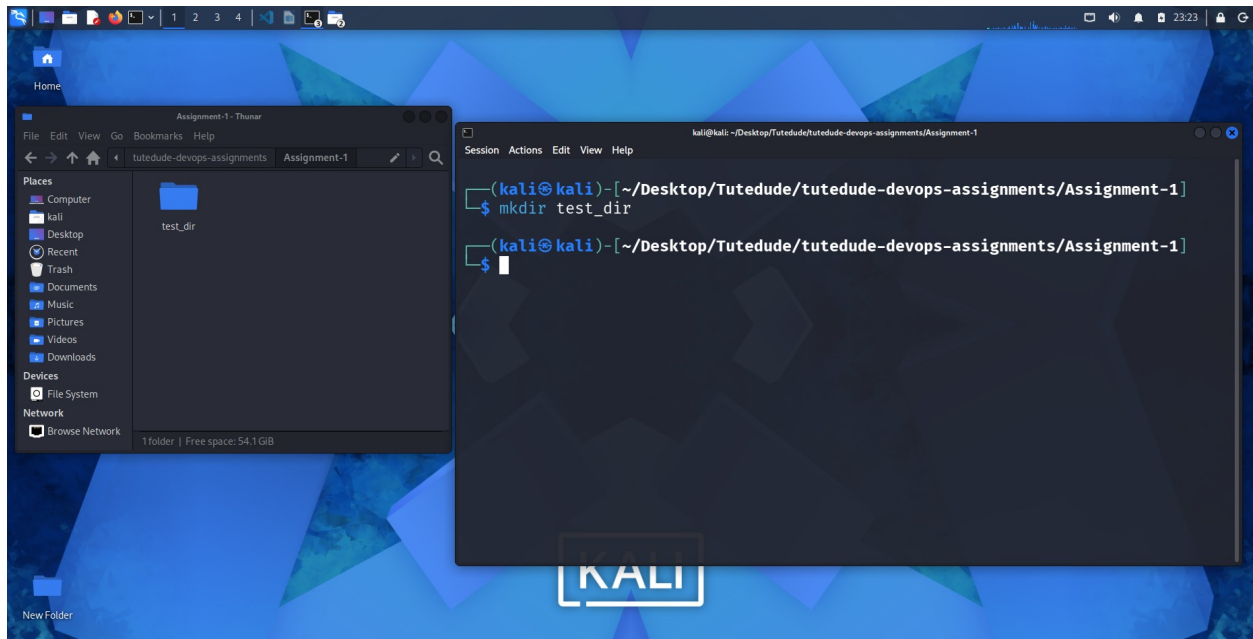 1 2 3 4
3
2
23:23
Home
Assignment-1 - Thunar
File Edit View Go Bookmarks Help
tutedude-devops-assignments Assignment-1
Places
Computer
kali
Desktop
Recent
Trash
Documents
Music
Pictures
Videos
Downloads
Devices
File System
Network
Browse Network
test_dir
1 folder | Free space: 54.1 GiB
kali@kali: ~/Desktop/Tutedude/tutedude-devops-assignments/Assignment-1
Session Actions Edit View Help
┌──(kali㉿kali)-[~/Desktop/Tutedude/tutedude-devops-assignments/Assignment-1]
└─$ mkdir test_dir
┌──(kali㉿kali)-[~/Desktop/Tutedude/tutedude-devops-assignments/Assignment-1]
└─$
KALI
New Folder